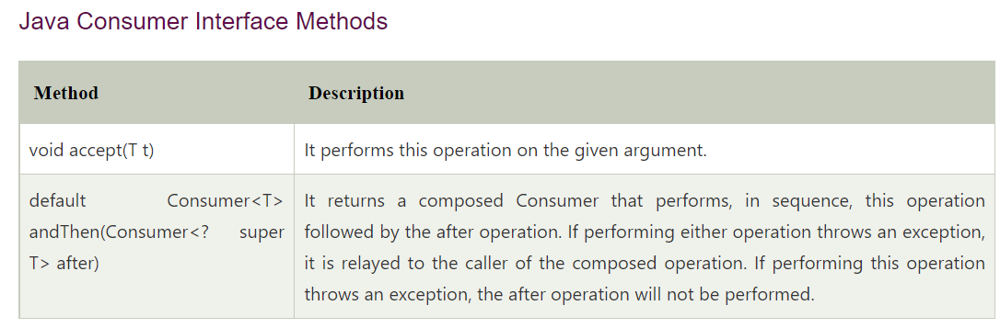 Java Consumer Interface Methods
Method Description
void accept(T t) It performs this operation on the given argument.
default Consumer<T> It returns a composed Consumer that performs, in sequence, this operation
andThen(Consumer<? super followed by the after operation. If performing either operation throws an exception,
T> after) it is relayed to the caller of the composed operation. If performing this operation
throws an exception, the after operation will not be performed.